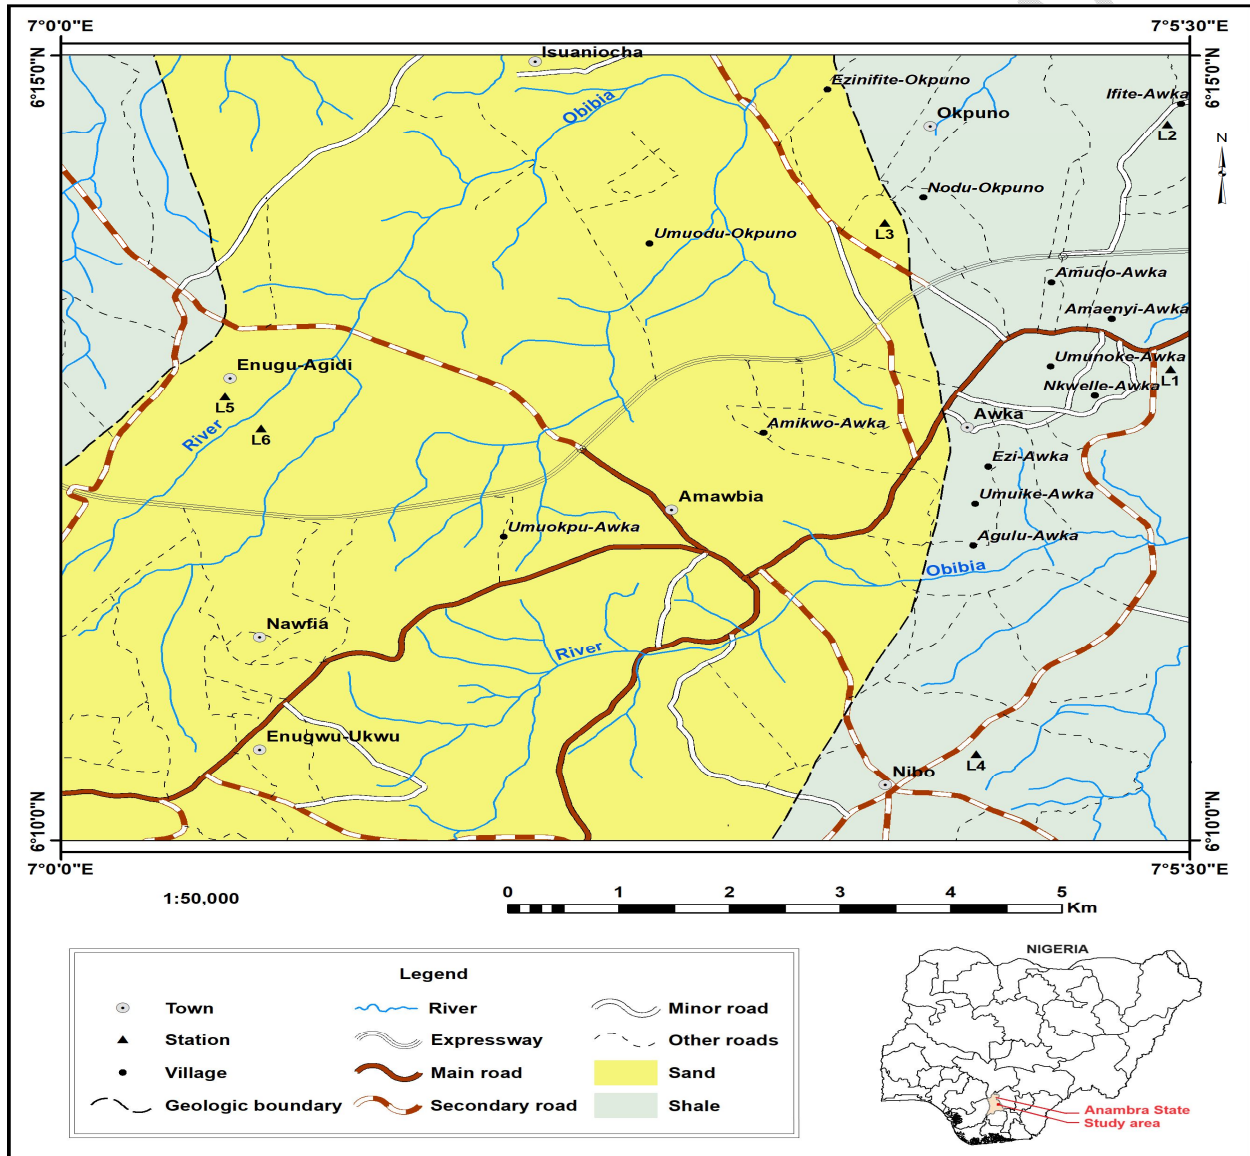 7°0'0"E
7°5'30"E
6°15'0"N
6°15'0"N
Isuaniocha
Ezinifite-Okpuno
Ifite-Awka
Obibia
Okpuno
L2
N
Nodu-Okpuno
L3
Umuodu-Okpuno
Amudo-Awka
Amaenyi-Awka
Umunoke-Awka
Enugu-Agidi
L1
Nkwelle-Awka
L5
Awka
River
L6
Amikwo-Awka
Ezi-Awka
Amawbia
Umuike-Awka
Umuokpu-Awka
Agulu-Awka
Obibia
Nawfia
River
Enugwu-Ukwu
L4
Nibo
6°10'0"N
6°10'0"N
7°0'0"E
7°5'30"E
1:50,000
0 1 2 3 4 5
Km
Legend
Town
River
Minor road
Station
Expressway
Other roads
Village
Main road
Sand
Geologic boundary
Secondary road
Shale
NIGERIA
Anambra State
Study area